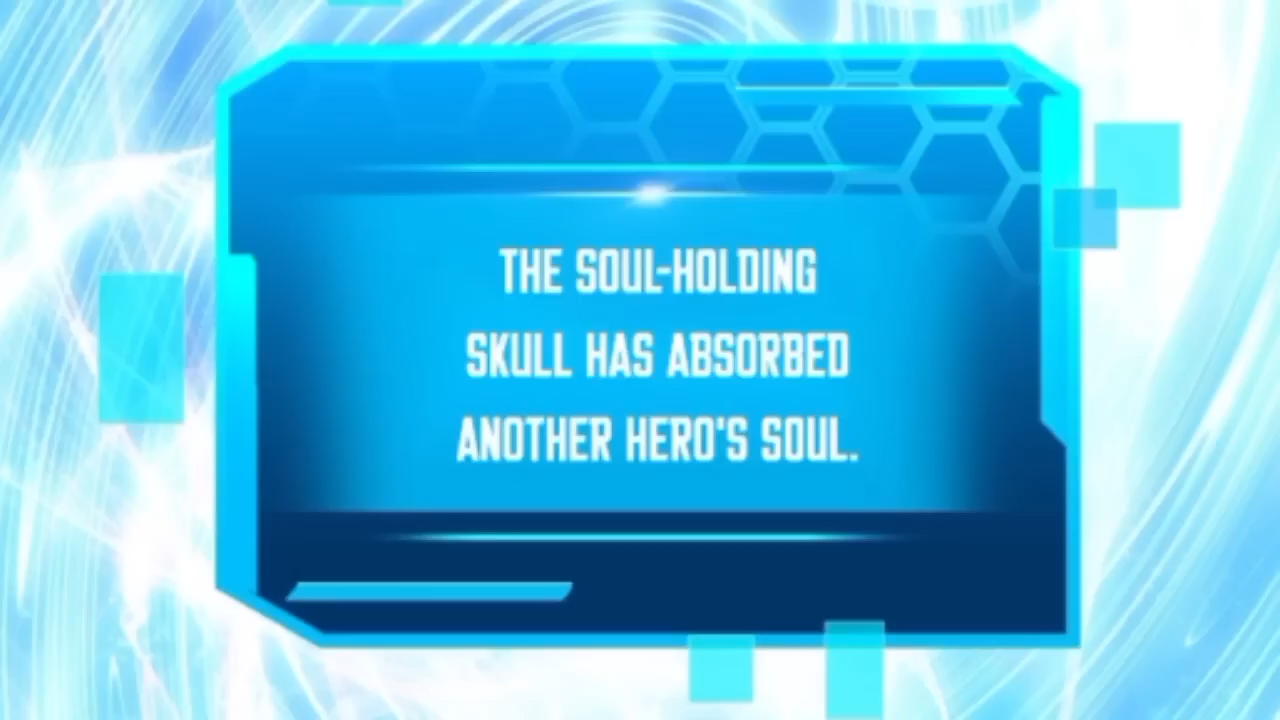 THE SOUL-HOLDING
SKULL HAS ABSORBED
ANOTHER HERO'S SOUL.